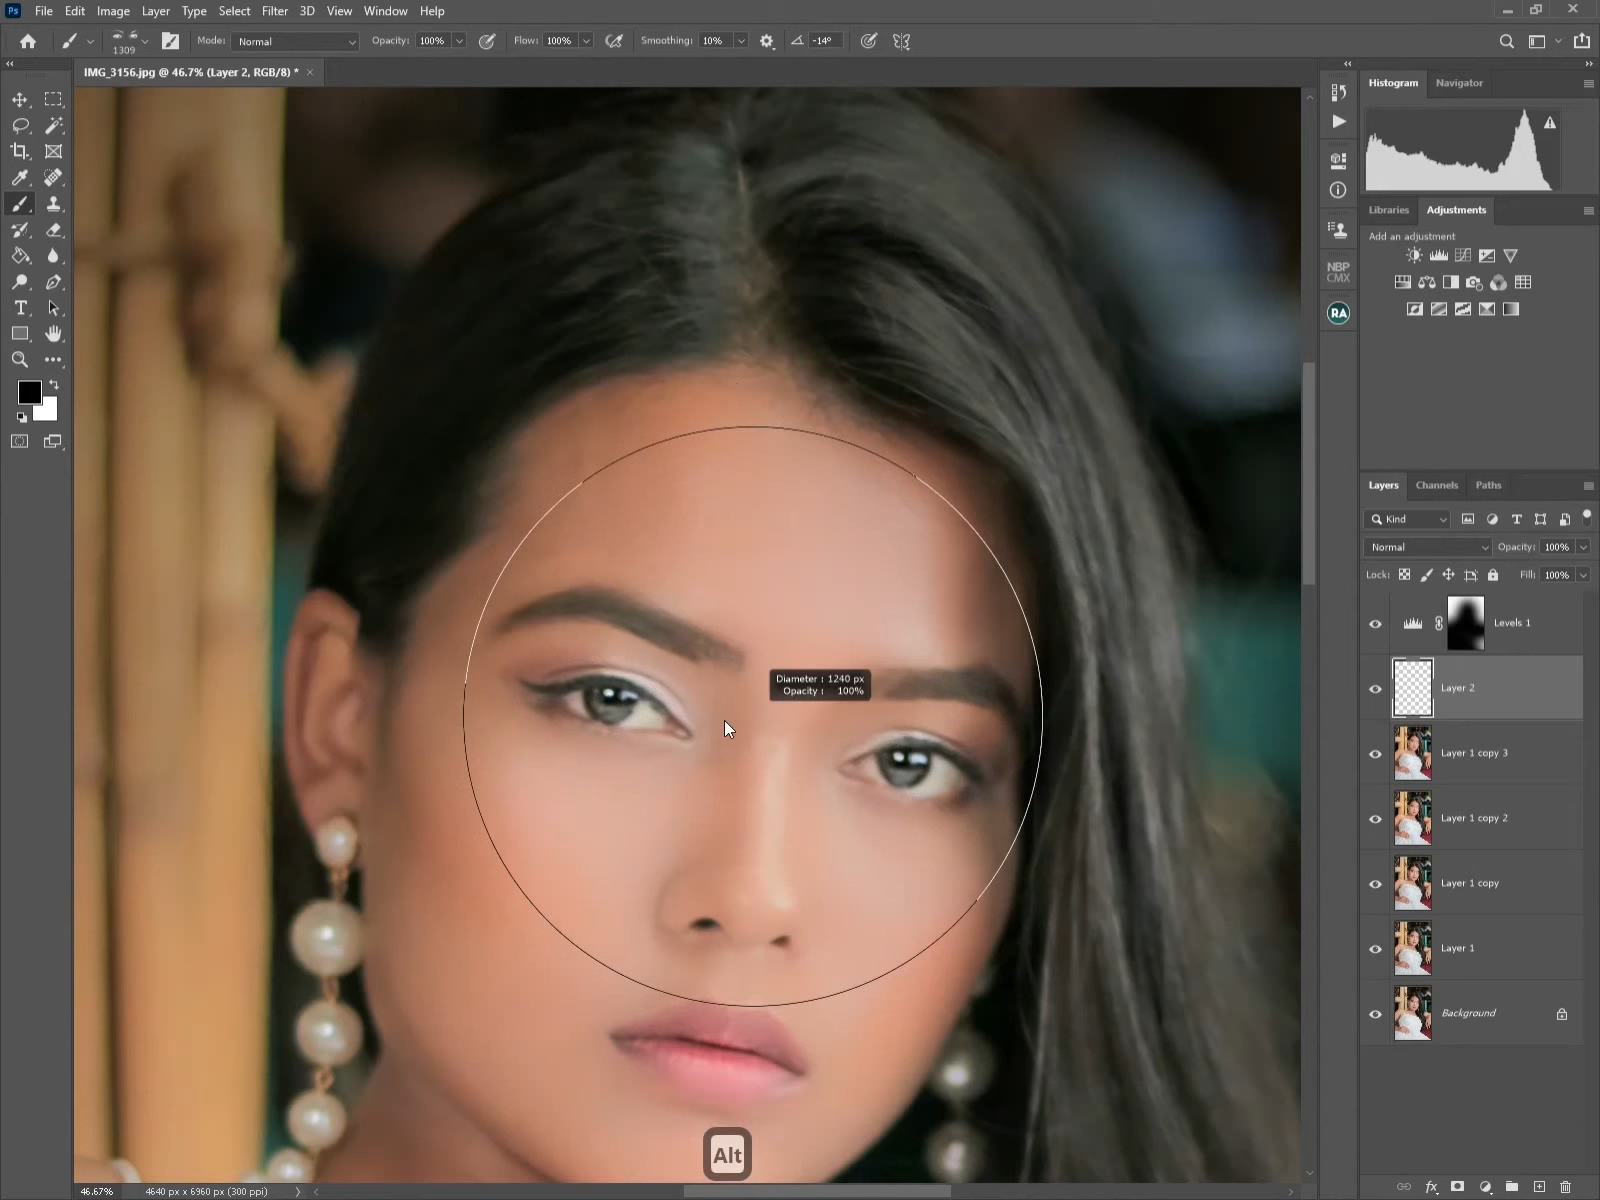 Ps File Edit Image Layer Type Select Filter 3D View Window Help
1309 Mode: Normal Opacity: 100% Flow: 100% Smoothing: 10% -14°
IMG_3156.jpg @ 46.7% (Layer 2, RGB/8) * ×
Histogram Navigator
Libraries Adjustments
Add an adjustment
NBP
CMX
RA
Diameter : 1240 px
Opacity : 100%
Layers Channels Paths
Kind
Normal Opacity: 100%
Lock: Fill: 100%
Levels 1
Layer 2
Layer 1 copy 3
Layer 1 copy 2
Layer 1 copy
Layer 1
Background
fx
Alt
46.67% 4640 px x 6960 px (300 ppi)